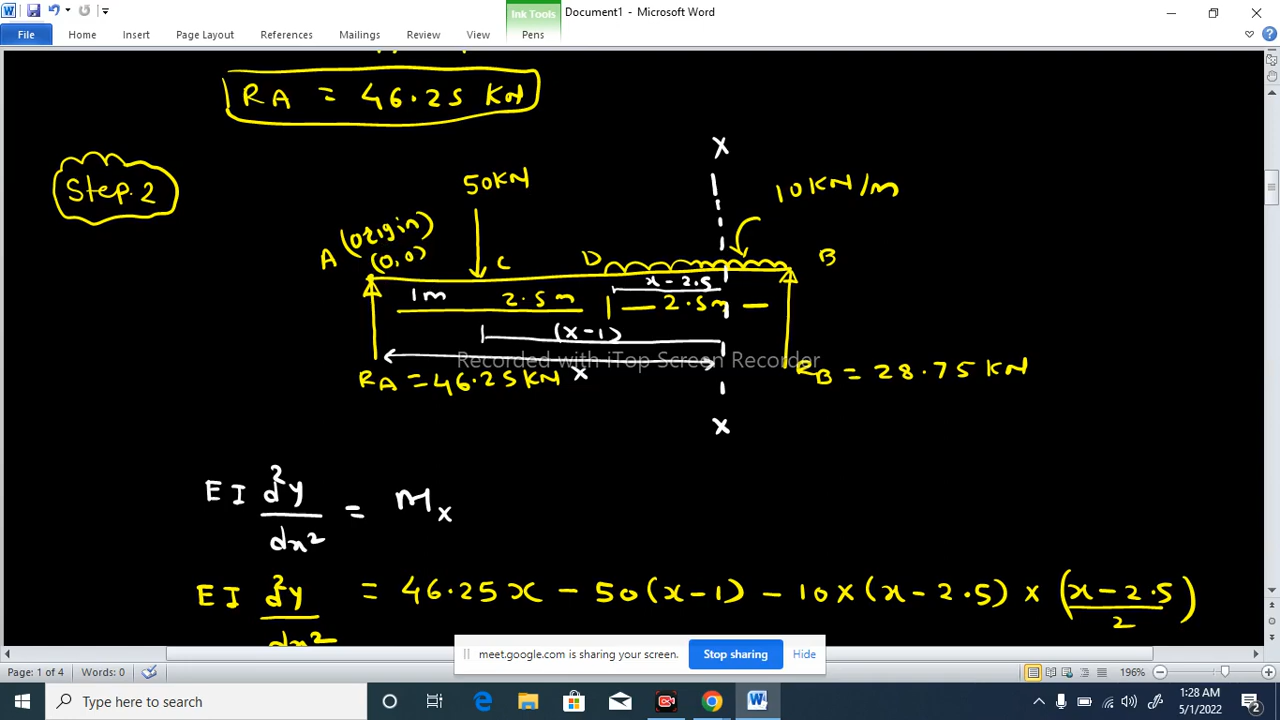 Ink Tools
Document1 - Microsoft Word
File Home Insert Page Layout References Mailings Review View Pens
RA = 46.25 KN
Step.2
X
50KN
10KN/m
A (origin)
(0,0)
C
D
B
1m 2.5m
x-2.5
2.5m
(x-1)
Recorded with iTop Screen Recorder
RA = 46.25KN
X
RB = 28.75 KN
X
EI d²y/dx² = Mx
EI d²y/dx² = 46.25x - 50(x-1) - 10×(x-2.5)×(x-2.5/2)
meet.google.com is sharing your screen. Stop sharing Hide
Page: 1 of 4 Words: 0 196%
Type here to search
1:28 AM
5/1/2022
2